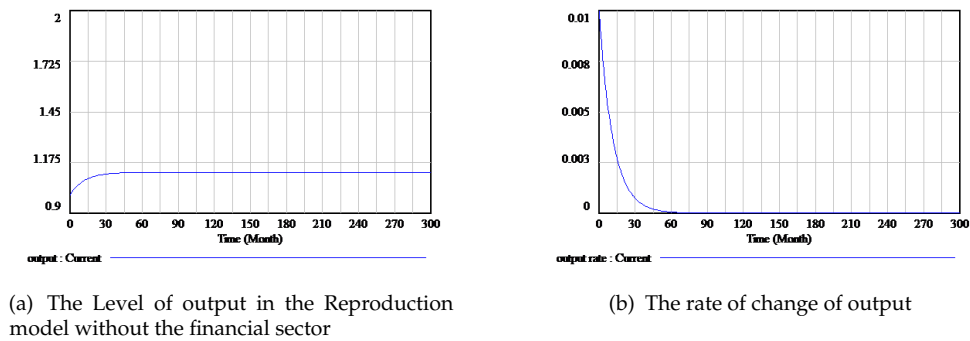 2
1.725
1.45
1.175
0.9
0 30 60 90 120 150 180 210 240 270 300
Time (Month)
output : Current
(a) The Level of output in the Reproduction
model without the financial sector
0.01
0.008
0.005
0.003
0
0 30 60 90 120 150 180 210 240 270 300
Time (Month)
output rate : Current
(b) The rate of change of output